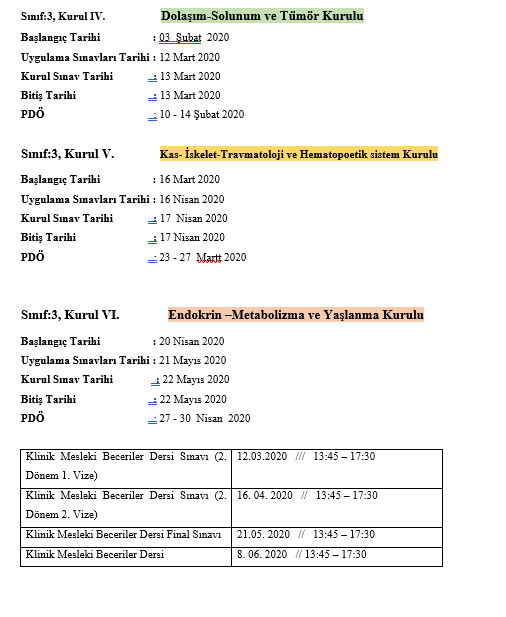 Sınıf:3, Kurul IV. Dolaşım-Solunum ve Tümör Kurulu
Başlangıç Tarihi : 03 Şubat 2020
Uygulama Sınavları Tarihi : 12 Mart 2020
Kurul Sınav Tarihi : 13 Mart 2020
Bitiş Tarihi : 13 Mart 2020
PDÖ : 10 - 14 Şubat 2020
Sınıf:3, Kurul V. Kas- İskelet-Travmatoloji ve Hematopoetik sistem Kurulu
Başlangıç Tarihi : 16 Mart 2020
Uygulama Sınavları Tarihi : 16 Nisan 2020
Kurul Sınav Tarihi : 17 Nisan 2020
Bitiş Tarihi : 17 Nisan 2020
PDÖ : 23 - 27 Martt 2020
Sınıf:3, Kurul VI. Endokrin –Metabolizma ve Yaşlanma Kurulu
Başlangıç Tarihi : 20 Nisan 2020
Uygulama Sınavları Tarihi : 21 Mayıs 2020
Kurul Sınav Tarihi : 22 Mayıs 2020
Bitiş Tarihi : 22 Mayıs 2020
PDÖ : 27 - 30 Nisan 2020
Klinik Mesleki Beceriler Dersi Sınavı (2. 12.03.2020 /// 13:45 – 17:30
Dönem 1. Vize)
Klinik Mesleki Beceriler Dersi Sınavı (2. 16. 04. 2020 // 13:45 – 17:30
Dönem 2. Vize)
Klinik Mesleki Beceriler Dersi Final Sınavı 21.05. 2020 // 13:45 – 17:30
Klinik Mesleki Beceriler Dersi 8. 06. 2020 // 13:45 – 17:30